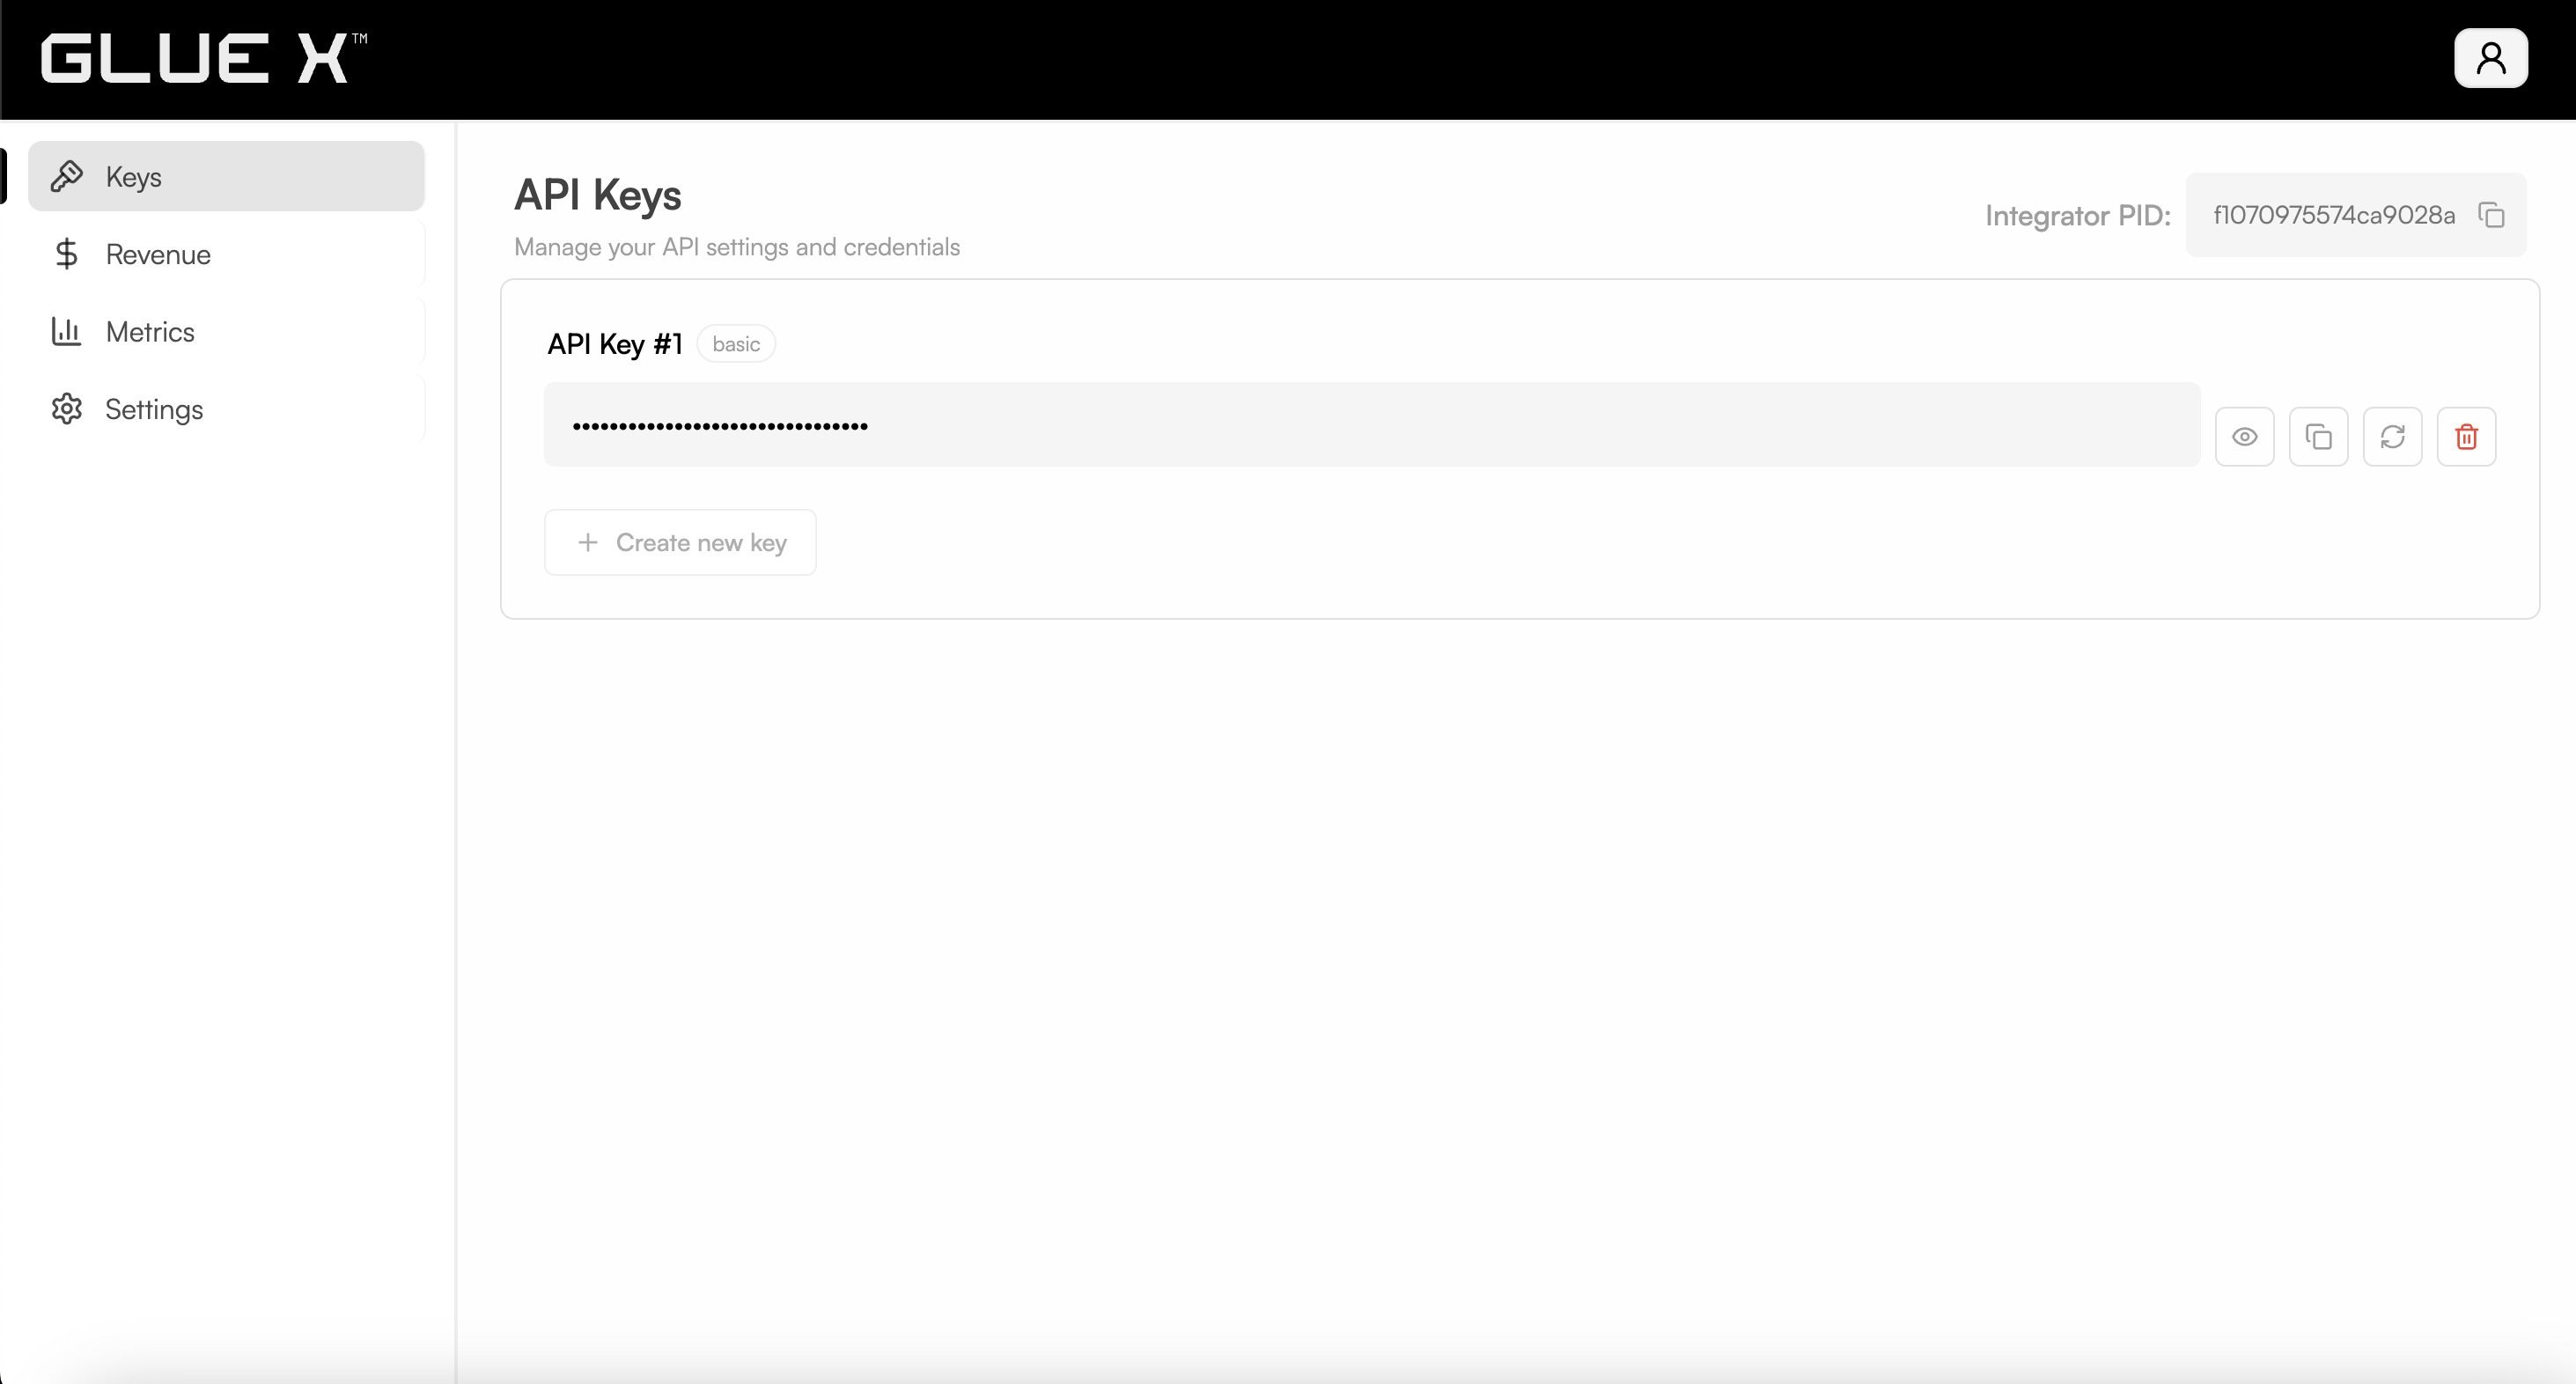 GLUE X™
Keys
Revenue
Metrics
Settings
API Keys
Manage your API settings and credentials
Integrator PID:
f1070975574ca9028a
API Key #1
basic
••••••••••••••••••••••••••••••••
Create new key